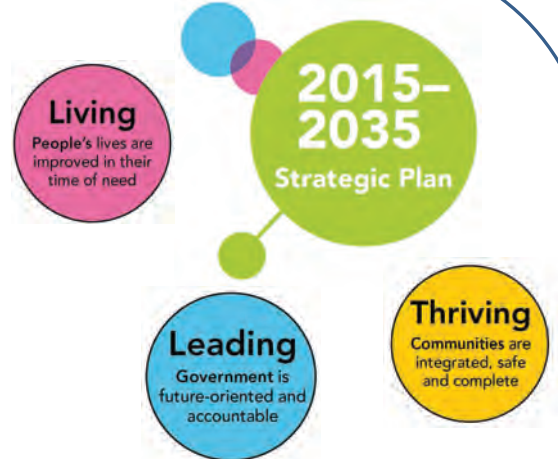 2015–
2035
Strategic Plan
Living
People's lives are
improved in their
time of need
Leading
Government is
future-oriented and
accountable
Thriving
Communities are
integrated, safe
and complete